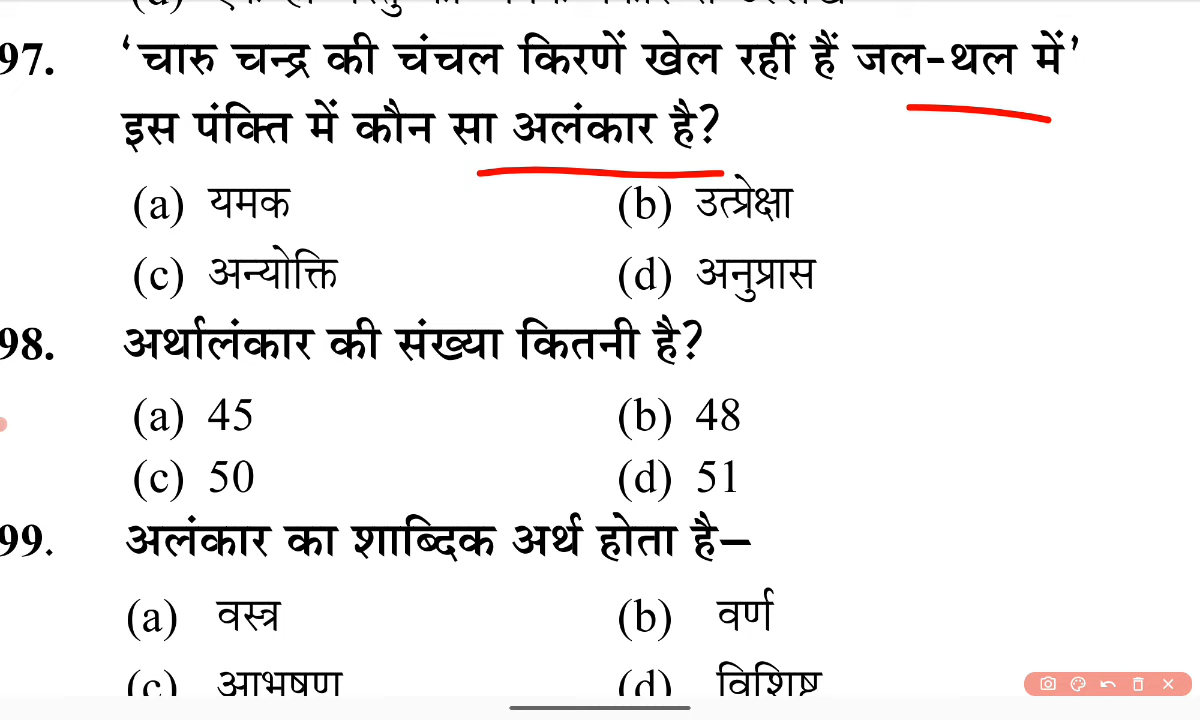 97. ‘चारु चन्द्र की चंचल किरणें खेल रहीं हैं जल-थल में’
इस पंक्ति में कौन सा अलंकार है?
(a) यमक (b) उत्प्रेक्षा
(c) अन्योक्ति (d) अनुप्रास
98. अर्थालंकार की संख्या कितनी है?
(a) 45 (b) 48
(c) 50 (d) 51
99. अलंकार का शाब्दिक अर्थ होता है–
(a) वस्त्र (b) वर्ण
(c) आभूषण (d) विशिष्ट